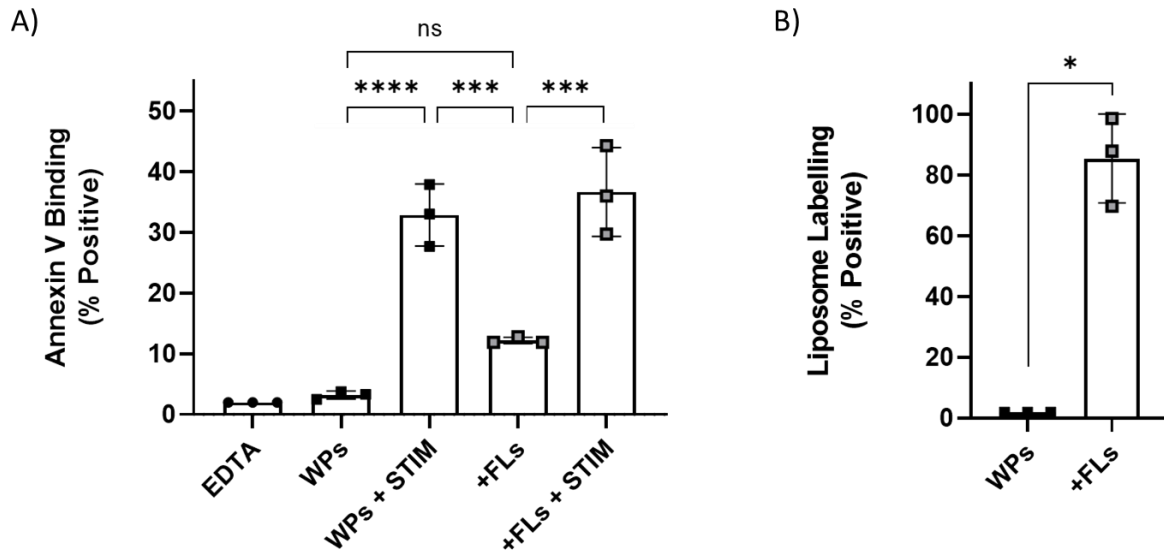 A)
ns
**** *** ***
Annexin V Binding
(% Positive)
50
40
30
20
10
0
EDTA
WPs
WPs + STIM
+FLs
+FLs + STIM
B)
*
Liposome Labelling
(% Positive)
100
80
60
40
20
0
WPs
+FLs